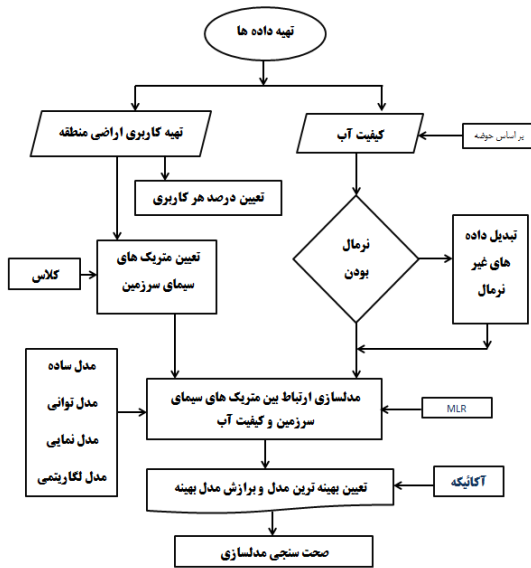 تهیه داده ها
تهیه کاربری اراضی منطقه
کیفیت آب
بر اساس حوضه
تعیین درصد هر کاربری
نرمال
بودن
تبدیل داده
های غیر
نرمال
کلاس
تعیین متریک های
سیمای سرزمین
مدل ساده
مدل توانی
مدل نمایی
مدل لگاریتمی
مدلسازی ارتباط بین متریک های سیمای
سرزمین و کیفیت آب
MLR
تعیین بهینه ترین مدل و برازش مدل بهینه
آکائیکه
صحت سنجی مدلسازی